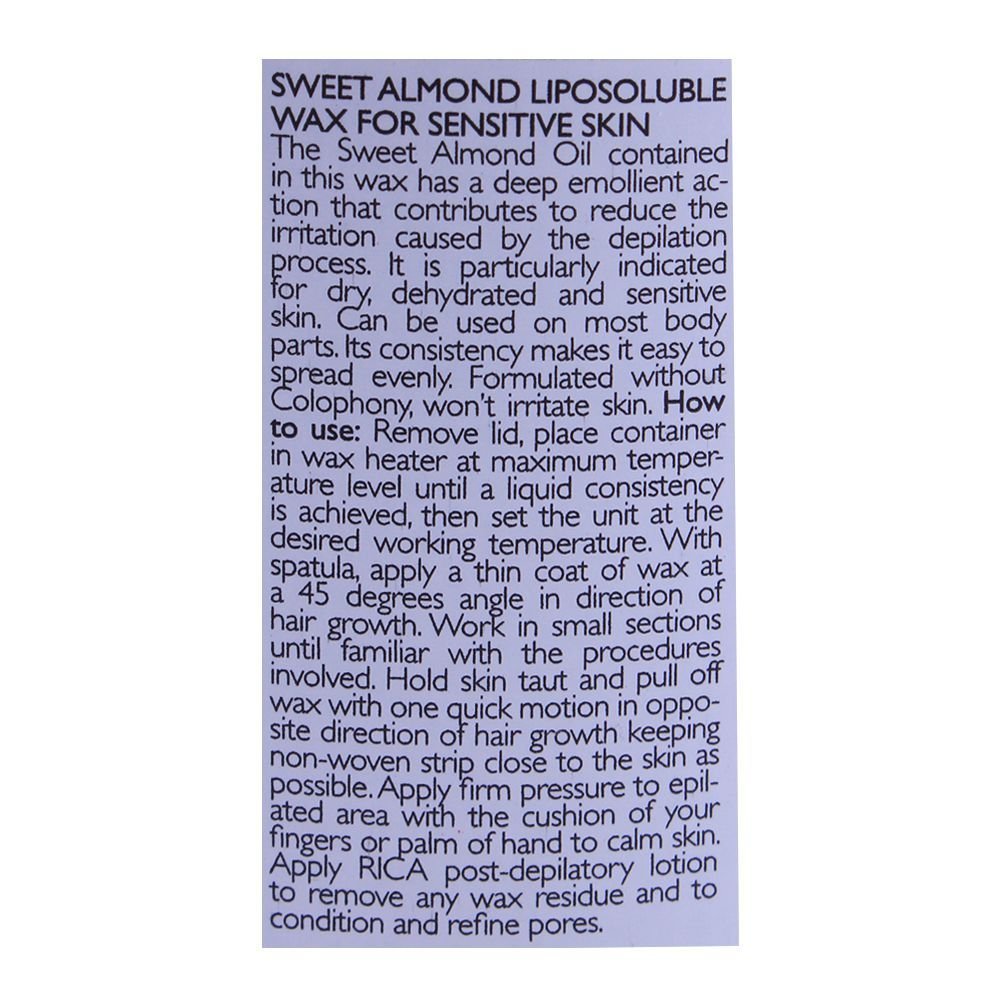 SWEET ALMOND LIPOSOLUBLE
WAX FOR SENSITIVE SKIN
The Sweet Almond Oil contained
in this wax has a deep emollient ac-
tion that contributes to reduce the
irritation caused by the depilation
process. It is particularly indicated
for dry, dehydrated and sensitive
skin. Can be used on most body
parts. Its consistency makes it easy to
spread evenly. Formulated without
Colophony, won't irritate skin. How
to use: Remove lid, place container
in wax heater at maximum temper-
ature level until a liquid consistency
is achieved, then set the unit at the
desired working temperature. With
spatula, apply a thin coat of wax at
a 45 degrees angle in direction of
hair growth. Work in small sections
until familiar with the procedures
involved. Hold skin taut and pull off
wax with one quick motion in oppo-
site direction of hair growth keeping
non-woven strip close to the skin as
possible. Apply firm pressure to epil-
ated area with the cushion of your
fingers or palm of hand to calm skin.
Apply RICA post-depilatory lotion
to remove any wax residue and to
condition and refine pores.